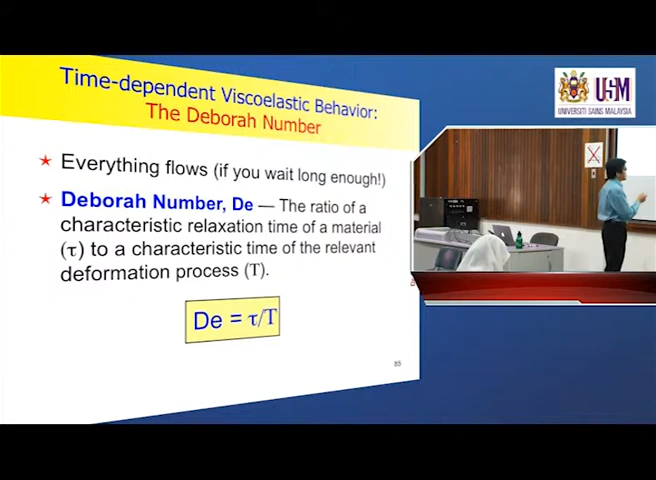 Time-dependent Viscoelastic Behavior:
The Deborah Number
Everything flows (if you wait long enough!)
Deborah Number, De — The ratio of a
characteristic relaxation time of a material
(τ) to a characteristic time of the relevant
deformation process (T).
De = τ/T
85
USM
UNIVERSITI SAINS MALAYSIA